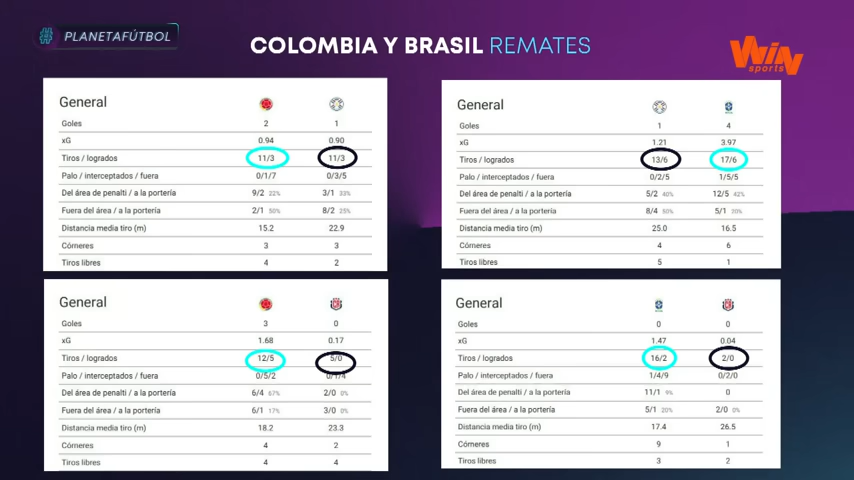 # PLANETAFÚTBOL
COLOMBIA Y BRASIL REMATES
WIN sports
General
Goles 2 1
xG 0.94 0.90
Tiros / logrados 11/3 11/3
Palo / interceptados / fuera 0/1/7 0/3/5
Del área de penalti / a la portería 9/2 22% 3/1 33%
Fuera del área / a la portería 2/1 50% 8/2 25%
Distancia media tiro (m) 15.2 22.9
Córneres 3 3
Tiros libres 4 2
General
Goles 1 4
xG 1.21 3.97
Tiros / logrados 13/6 17/6
Palo / interceptados / fuera 0/2/5 1/5/5
Del área de penalti / a la portería 5/2 40% 12/5 42%
Fuera del área / a la portería 8/4 50% 5/1 20%
Distancia media tiro (m) 25.0 16.5
Córneres 4 6
Tiros libres 5 1
General
Goles 3 0
xG 1.68 0.17
Tiros / logrados 12/5 5/0
Palo / interceptados / fuera 0/5/2 0/1/4
Del área de penalti / a la portería 6/4 67% 2/0 0%
Fuera del área / a la portería 6/1 17% 3/0 0%
Distancia media tiro (m) 18.2 23.3
Córneres 4 2
Tiros libres 4 4
General
Goles 0 0
xG 1.47 0.04
Tiros / logrados 16/2 2/0
Palo / interceptados / fuera 1/4/9 0/2/0
Del área de penalti / a la portería 11/1 9% 0
Fuera del área / a la portería 5/1 20% 2/0 0%
Distancia media tiro (m) 17.4 26.5
Córneres 9 1
Tiros libres 3 2